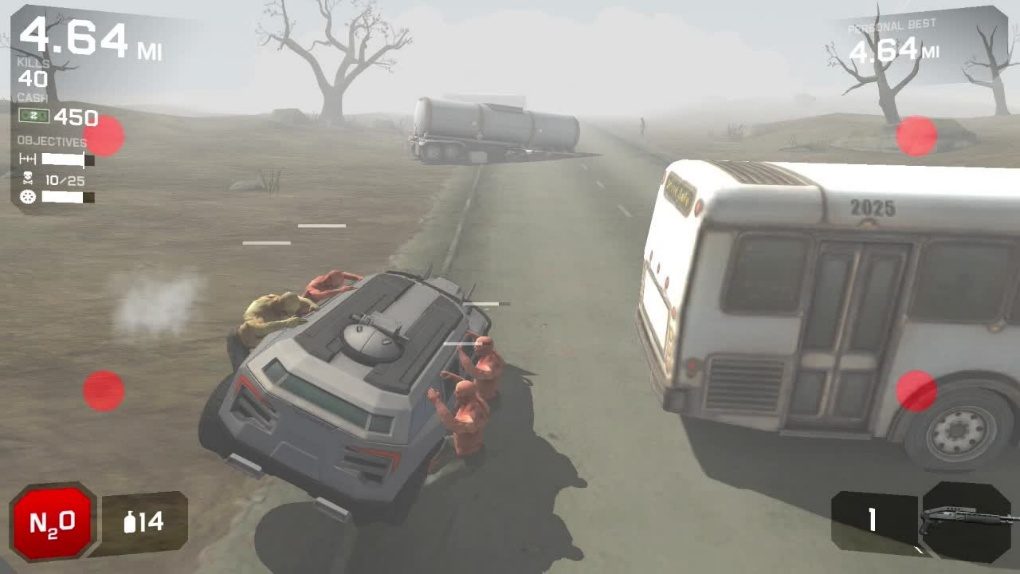 4.64 MI
KILLS
40
CASH
Z 450
OBJECTIVES
10/25
PERSONAL BEST
4.64 MI
2025
N₂O
14
1